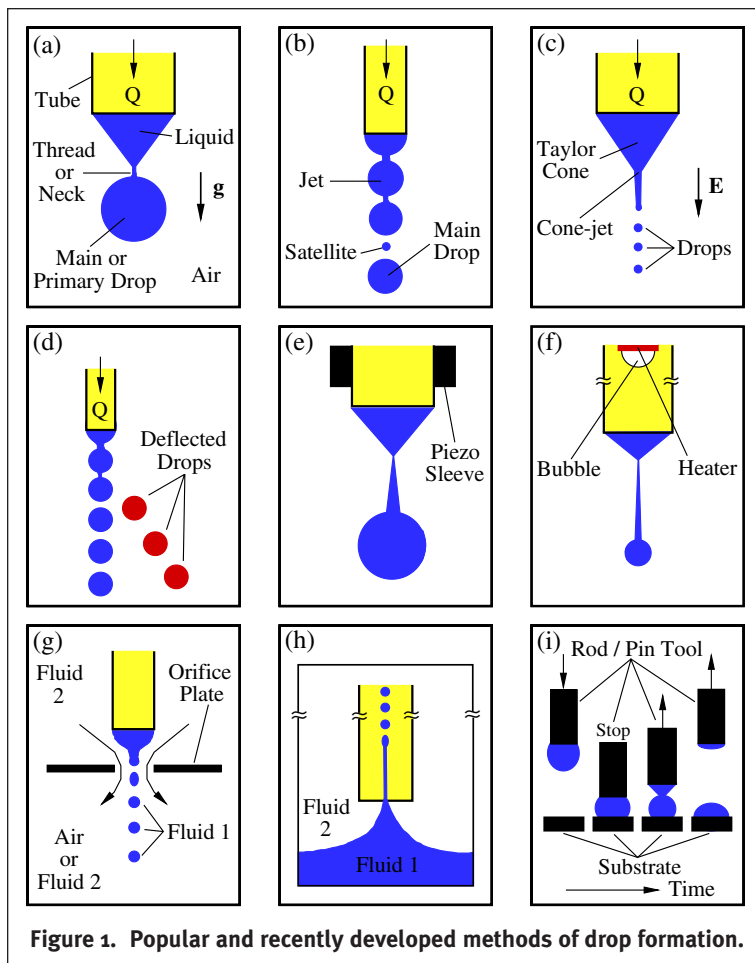 (a)
Q
Tube
Liquid
Thread
or
Neck
g
Main or
Primary Drop
Air
(b)
Q
Jet
Satellite
Main
Drop
(c)
Q
Taylor
Cone
E
Cone-jet
Drops
(d)
Q
Deflected
Drops
(e)
Piezo
Sleeve
(f)
Bubble
Heater
(g)
Fluid
2
Orifice
Plate
Fluid 1
Air
or
Fluid 2
(h)
Fluid
2
Fluid 1
(i)
Rod / Pin Tool
Stop
Substrate
Time
Figure 1. Popular and recently developed methods of drop formation.